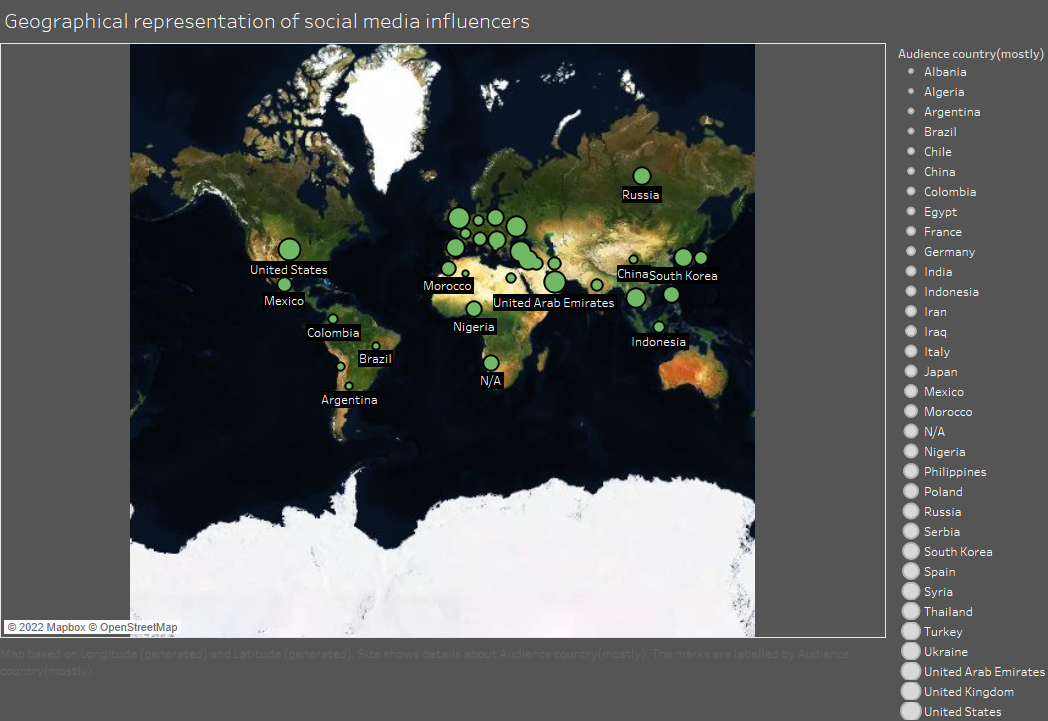 Geographical representation of social media influencers
Audience country(mostly)
Albania
Algeria
Argentina
Brazil
Chile
China
Colombia
Egypt
France
Germany
India
Indonesia
Iran
Iraq
Italy
Japan
Mexico
Morocco
N/A
Nigeria
Philippines
Poland
Russia
Serbia
South Korea
Spain
Syria
Thailand
Turkey
Ukraine
United Arab Emirates
United Kingdom
United States
Russia
United States
Mexico
Morocco
China
South Korea
United Arab Emirates
Nigeria
Colombia
Indonesia
Brazil
N/A
Argentina
© 2022 Mapbox © OpenStreetMap
Map based on Longitude (generated) and Latitude (generated). Size shows details about Audience country(mostly). The marks are labelled by Audience
country(mostly).